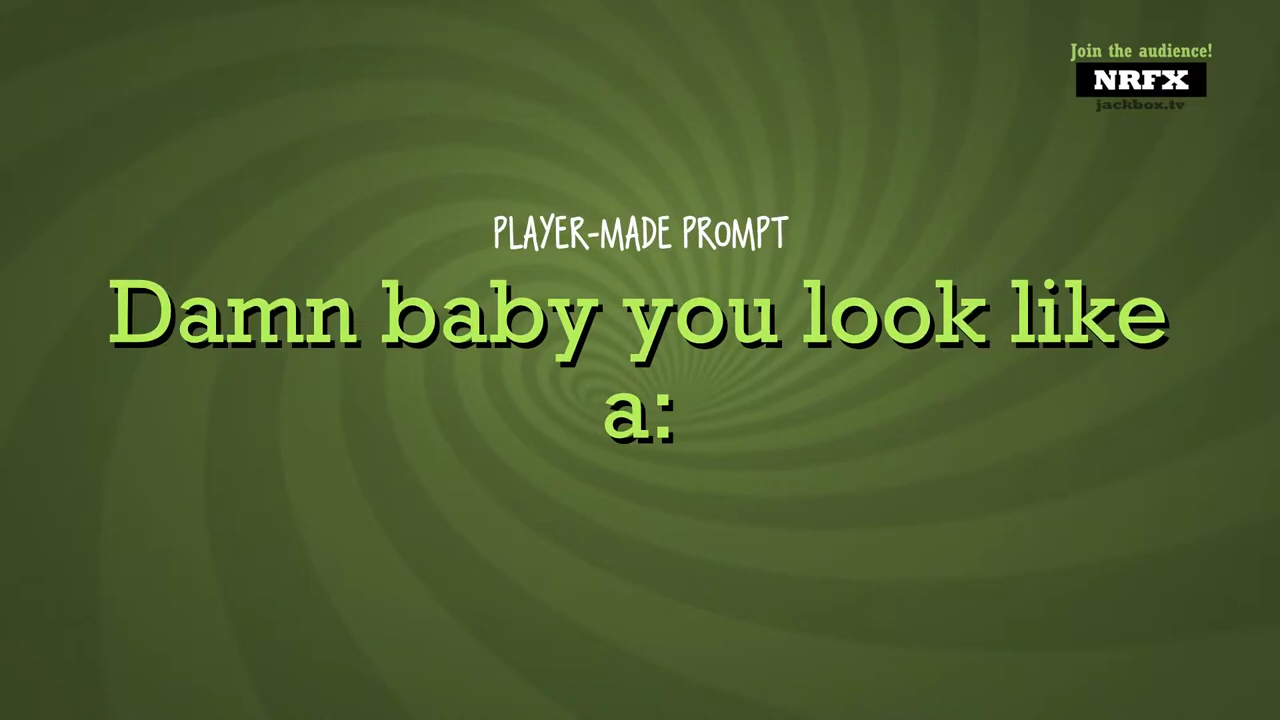 Join the audience!
NRFX
jackbox.tv
PLAYER-MADE PROMPT
Damn baby you look like
a: